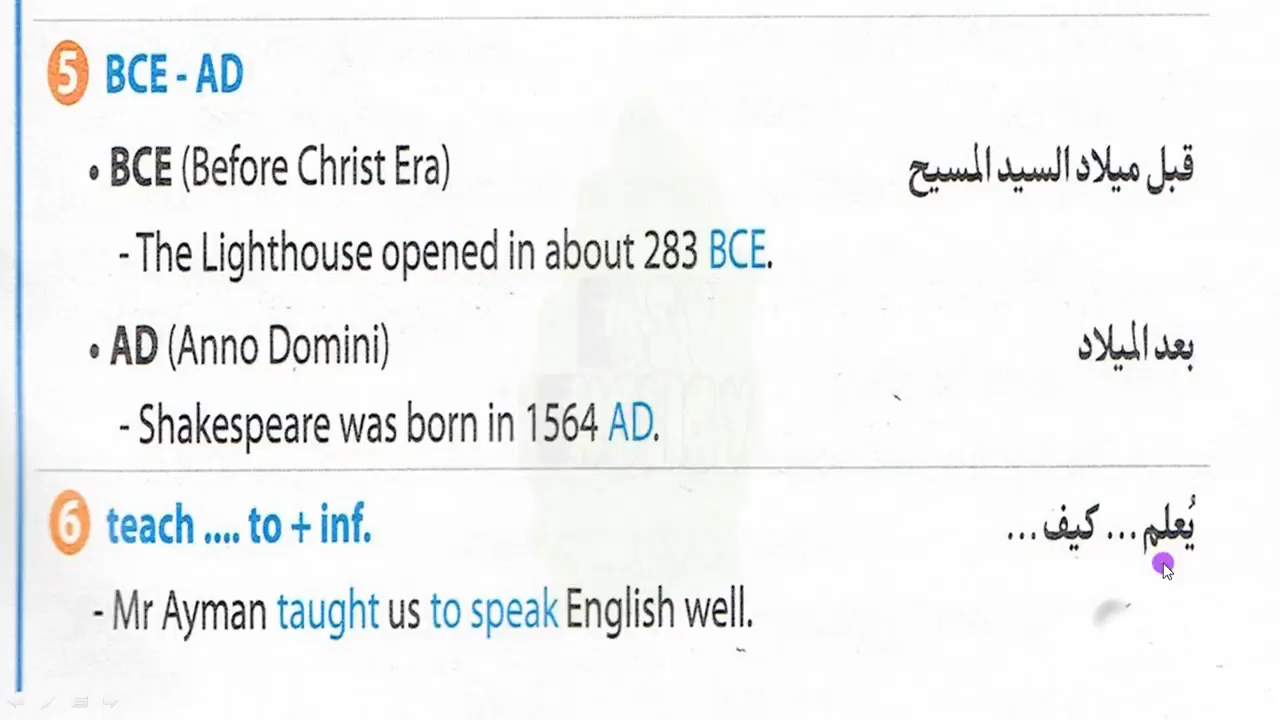 5 BCE - AD
• BCE (Before Christ Era) قبل ميلاد السيد المسيح
- The Lighthouse opened in about 283 BCE.
• AD (Anno Domini) بعد الميلاد
- Shakespeare was born in 1564 AD.
6 teach .... to + inf. يُعلم ... كيف ...
- Mr Ayman taught us to speak English well.